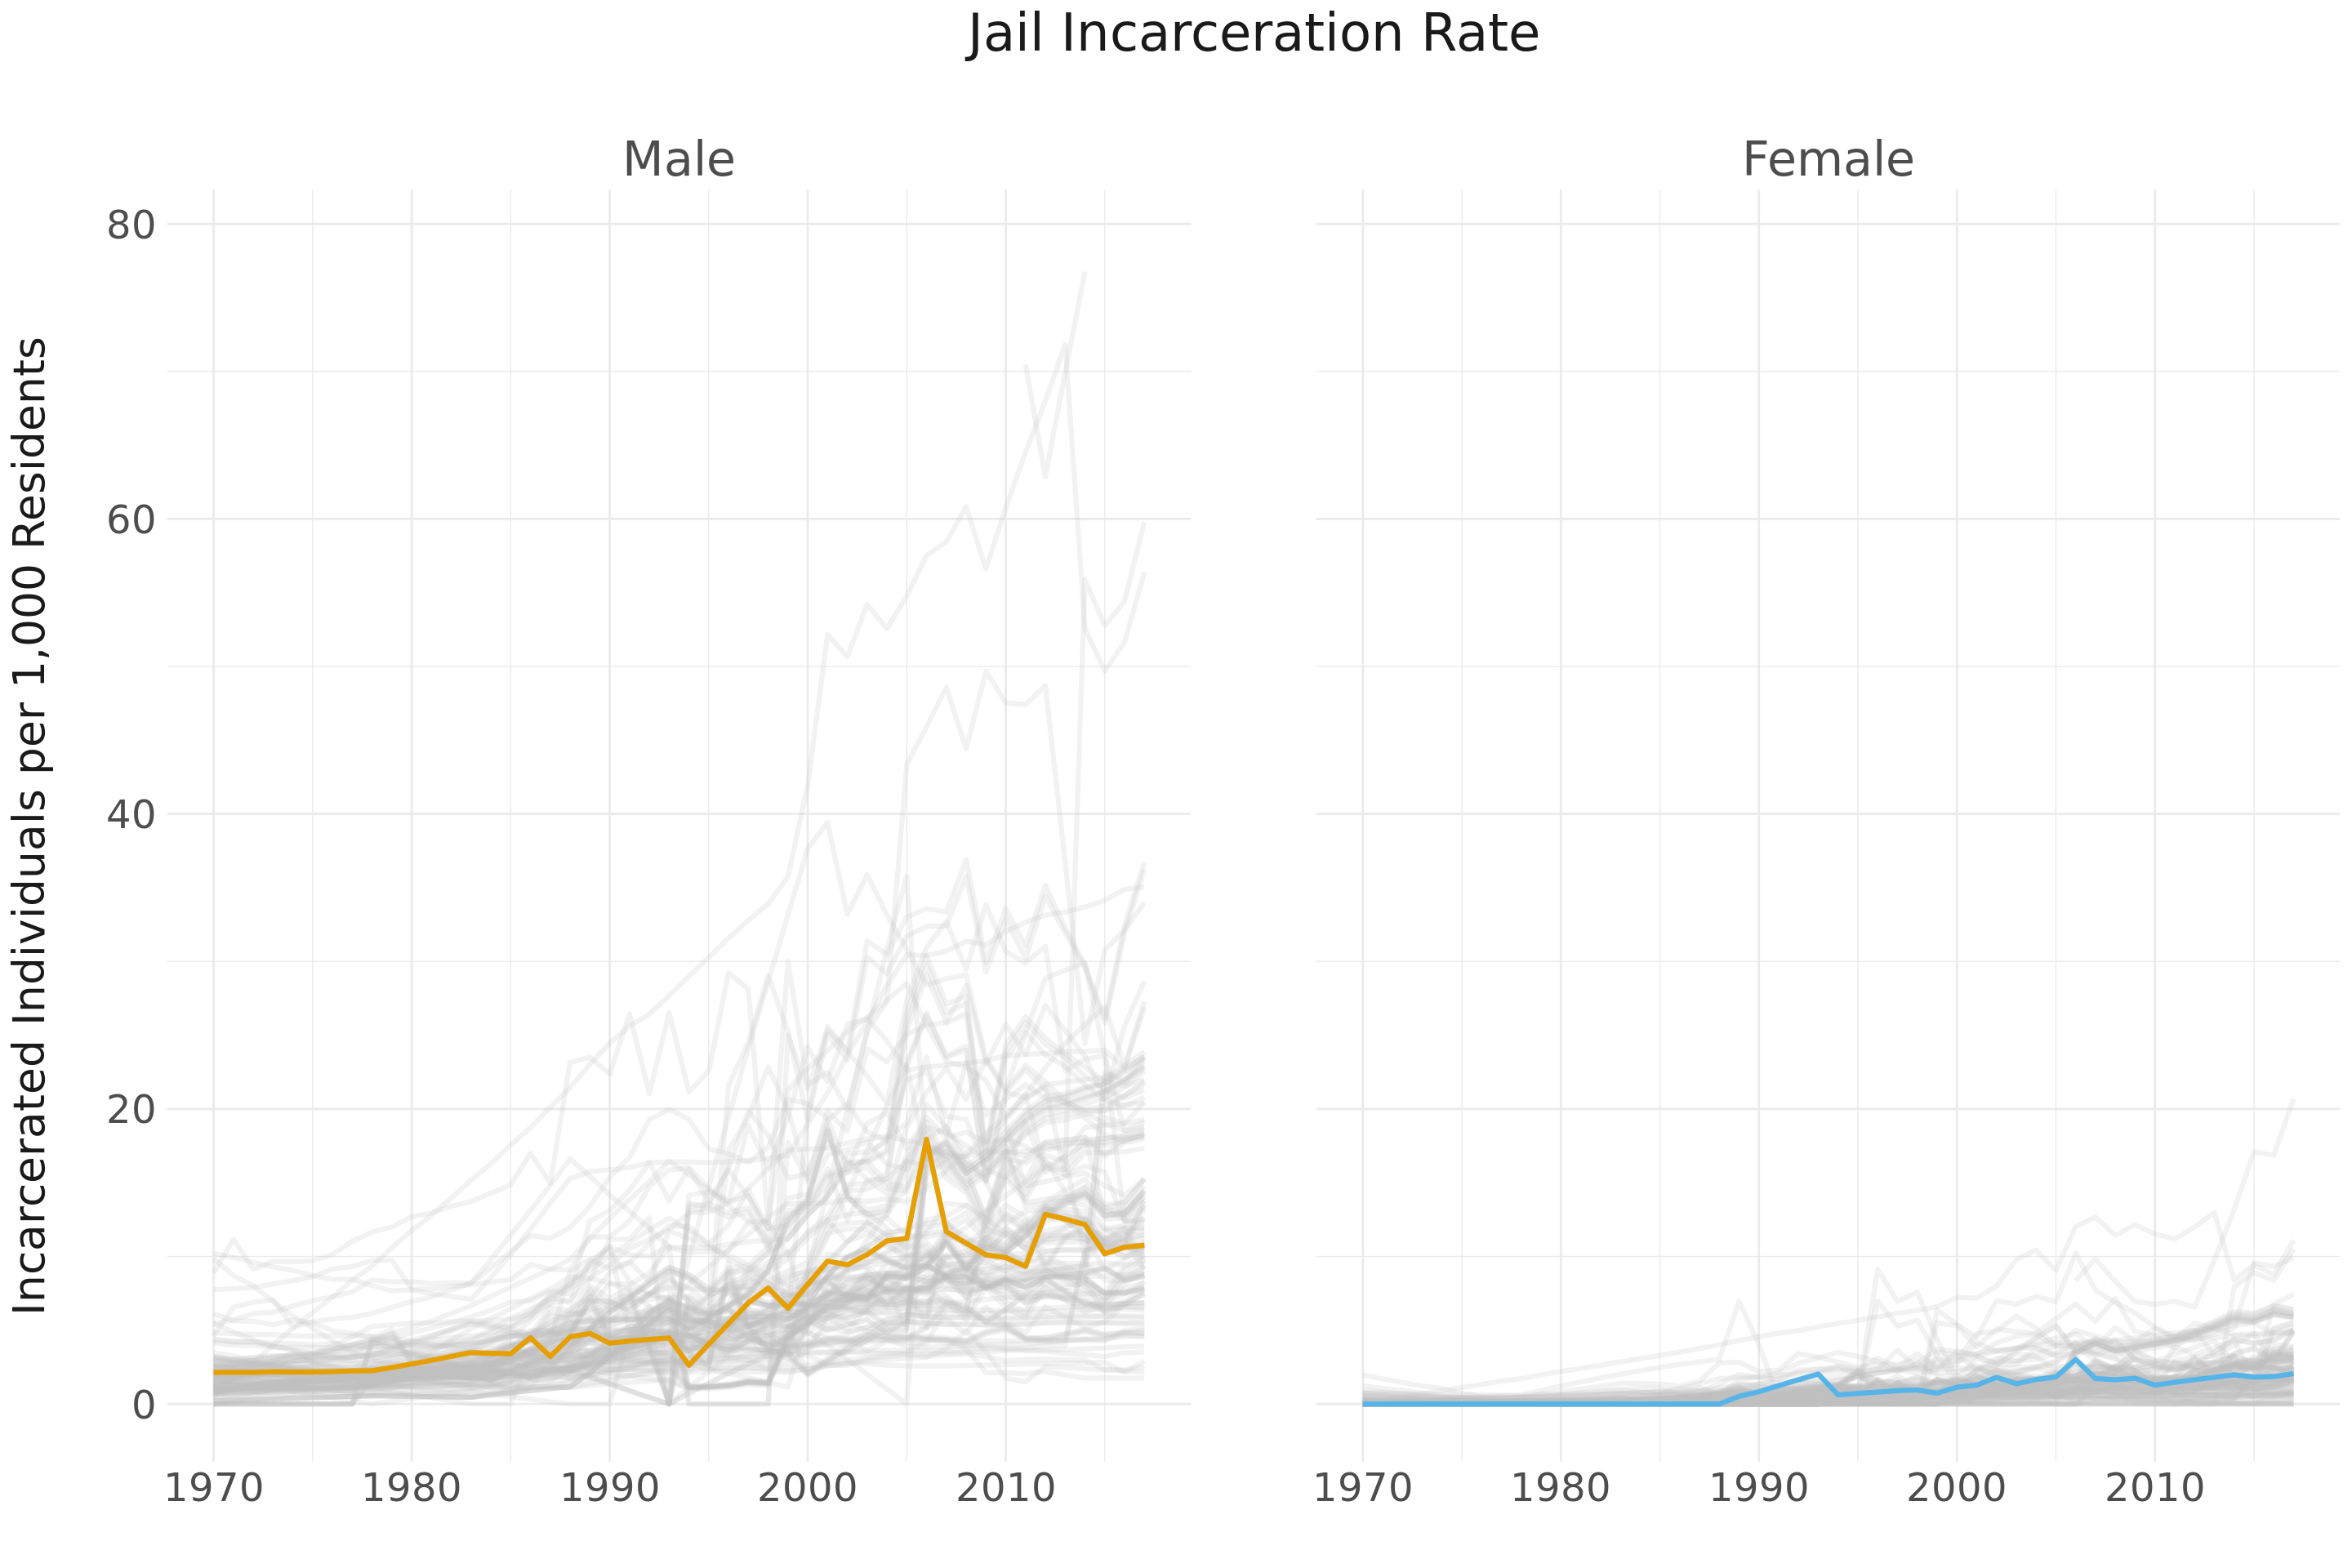 Jail Incarceration Rate
Male
Female
Incarcerated Individuals per 1,000 Residents
80
60
40
20
0
1970 1980 1990 2000 2010
1970 1980 1990 2000 2010